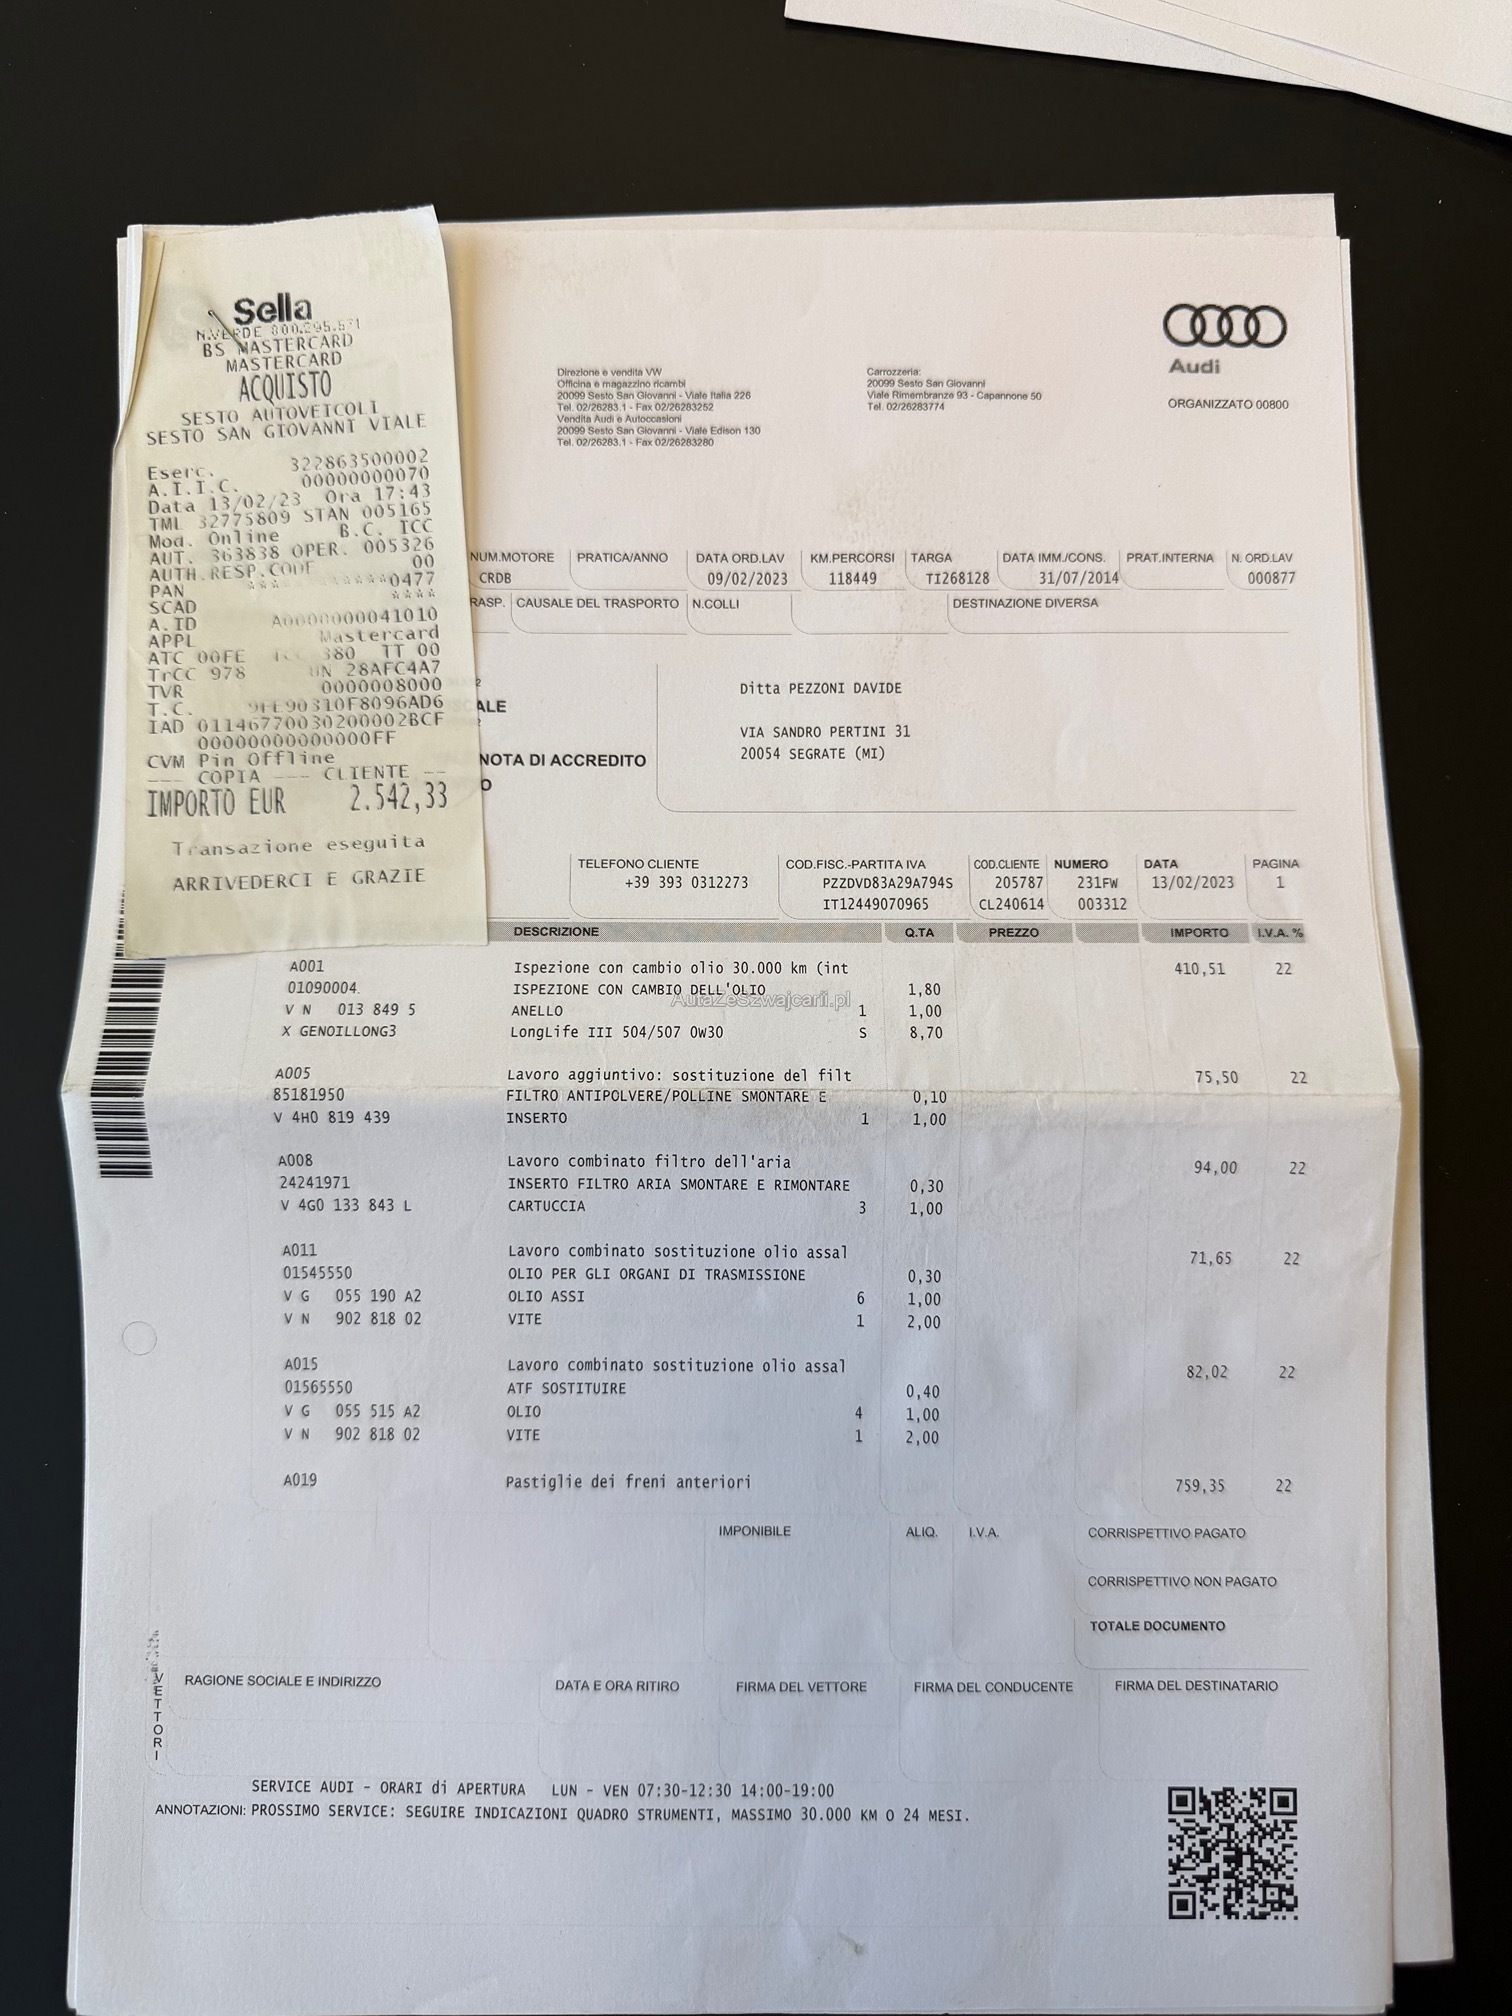 Sella
N.VERDE 800.295.571
BS MASTERCARD
MASTERCARD
ACQUISTO
SESTO AUTOVEICOLI
SESTO SAN GIOVANNI VIALE
Eserc. 322863500002
A.I.I.C. 00000000070
Data 13/02/23 Ora 17:43
TML 32775809 STAN 005165
Mod. Online B.C. ICC
AUT. 363838 OPER. 005326
AUTH.RESP.CODE 00
PAN *** *******0477
SCAD ****
A.ID A0000000041010
APPL Mastercard
ATC 00FE TCC 380 TT 00
TrCC 978 UN 28AFC4A7
TVR 0000008000
T.C. 9FE90310F8096AD6
IAD 0114677003020002BCF
00000000000000FF
CVM Pin Offline
--- COPIA --- CLIENTE --
IMPORTO EUR 2.542,33
Transazione eseguita
ARRIVEDERCI E GRAZIE
Direzione e vendita VW
Officina e magazzino ricambi
20099 Sesto San Giovanni - Viale Italia 226
Tel. 02/26283.1 - Fax 02/26283252
Vendita Audi e Autoccasioni
20099 Sesto San Giovanni - Viale Edison 130
Tel. 02/26283.1 - Fax 02/26283280
Carrozzeria:
20099 Sesto San Giovanni
Viale Rimembranze 93 - Capannone 50
Tel. 02/26283774
Audi
ORGANIZZATO 00800
NUM.MOTORE PRATICA/ANNO DATA ORD.LAV KM.PERCORSI TARGA DATA IMM./CONS. PRAT.INTERNA N. ORD.LAV
CRDB 09/02/2023 118449 TI268128 31/07/2014 000877
RASP. CAUSALE DEL TRASPORTO N.COLLI DESTINAZIONE DIVERSA
ALE
NOTA DI ACCREDITO
O
Ditta PEZZONI DAVIDE
VIA SANDRO PERTINI 31
20054 SEGRATE (MI)
TELEFONO CLIENTE COD.FISC.-PARTITA IVA COD.CLIENTE NUMERO DATA PAGINA
+39 393 0312273 PZZDVD83A29A794S 205787 231FW 13/02/2023 1
IT12449070965 CL240614 003312
DESCRIZIONE Q.TA PREZZO IMPORTO I.V.A. %
A001 Ispezione con cambio olio 30.000 km (int 410,51 22
01090004. ISPEZIONE CON CAMBIO DELL'OLIO 1,80
AutaZeSzwajcarii.pl
V N 013 849 5 ANELLO 1 1,00
X GENOILLONG3 LongLife III 504/507 0W30 S 8,70
A005 Lavoro aggiuntivo: sostituzione del filt 75,50 22
85181950 FILTRO ANTIPOLVERE/POLLINE SMONTARE E 0,10
V 4H0 819 439 INSERTO 1 1,00
A008 Lavoro combinato filtro dell'aria 94,00 22
24241971 INSERTO FILTRO ARIA SMONTARE E RIMONTARE 0,30
V 4G0 133 843 L CARTUCCIA 3 1,00
A011 Lavoro combinato sostituzione olio assal 71,65 22
01545550 OLIO PER GLI ORGANI DI TRASMISSIONE 0,30
V G 055 190 A2 OLIO ASSI 6 1,00
V N 902 818 02 VITE 1 2,00
A015 Lavoro combinato sostituzione olio assal 82,02 22
01565550 ATF SOSTITUIRE 0,40
V G 055 515 A2 OLIO 4 1,00
V N 902 818 02 VITE 1 2,00
A019 Pastiglie dei freni anteriori 759,35 22
IMPONIBILE ALIQ. I.V.A. CORRISPETTIVO PAGATO
CORRISPETTIVO NON PAGATO
TOTALE DOCUMENTO
VETTORI
RAGIONE SOCIALE E INDIRIZZO DATA E ORA RITIRO FIRMA DEL VETTORE FIRMA DEL CONDUCENTE FIRMA DEL DESTINATARIO
SERVICE AUDI - ORARI di APERTURA LUN - VEN 07:30-12:30 14:00-19:00
ANNOTAZIONI: PROSSIMO SERVICE: SEGUIRE INDICAZIONI QUADRO STRUMENTI, MASSIMO 30.000 KM O 24 MESI.